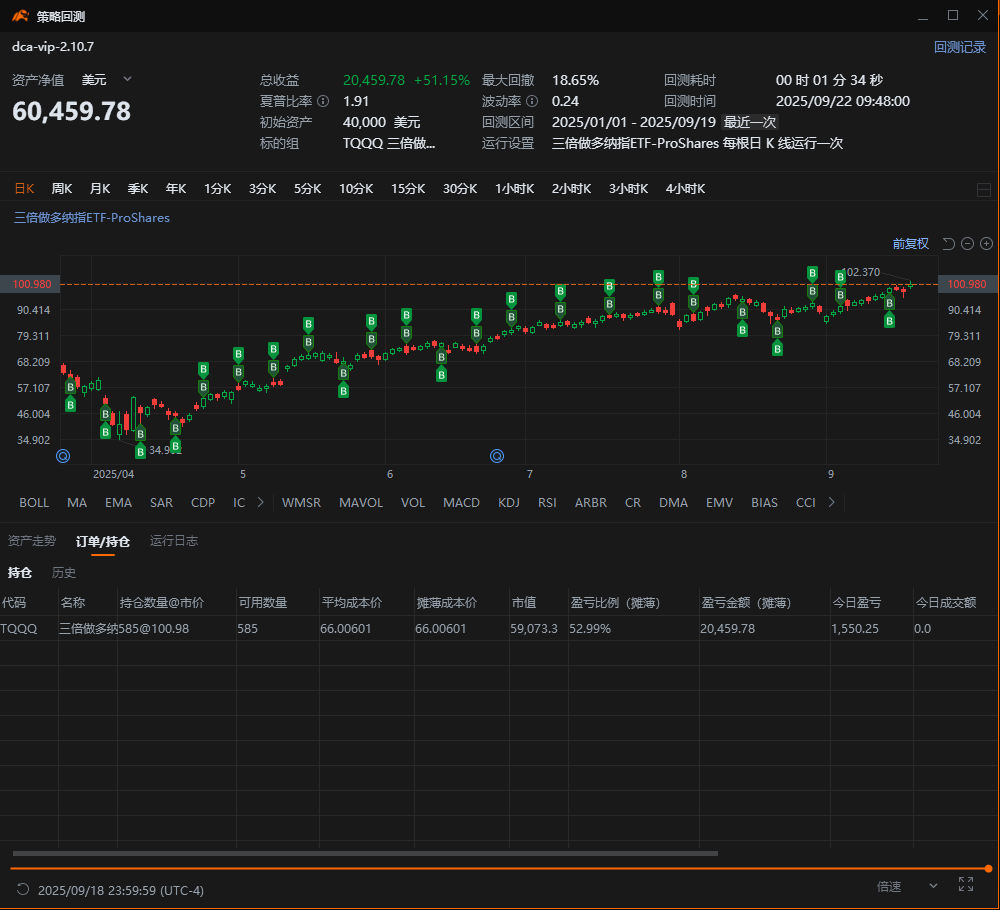 策略回测
dca-vip-2.10.7 回测记录
资产净值 美元
60,459.78
总收益 20,459.78 +51.15% 最大回撤 18.65% 回测耗时 00 时 01 分 34 秒
夏普比率 1.91 波动率 0.24 回测时间 2025/09/22 09:48:00
初始资产 40,000 美元 回测区间 2025/01/01 - 2025/09/19 最近一次
标的组 TQQQ 三倍做... 运行设置 三倍做多纳指ETF-ProShares 每根日 K 线运行一次
日K 周K 月K 季K 年K 1分K 3分K 5分K 10分K 15分K 30分K 1小时K 2小时K 3小时K 4小时K
三倍做多纳指ETF-ProShares
前复权
102.370
100.980 100.980
90.414 90.414
79.311 79.311
68.209 68.209
57.107 57.107
46.004 46.004
34.902 34.902
B B B B B B B B B B B B B B B B B B B B B B
B B B B B B B B B B B B B B B B B B B B B B
Q Q
2025/04 5 6 7 8 9
BOLL MA EMA SAR CDP IC WMSR MAVOL VOL MACD KDJ RSI ARBR CR DMA EMV BIAS CCI
资产走势 订单/持仓 运行日志
持仓 历史
代码 名称 持仓数量@市价 可用数量 平均成本价 摊薄成本价 市值 盈亏比例（摊薄） 盈亏金额（摊薄） 今日盈亏 今日成交额
TQQQ 三倍做多纳 585@100.98 585 66.00601 66.00601 59,073.3 52.99% 20,459.78 1,550.25 0.0
2025/09/18 23:59:59 (UTC-4) 倍速